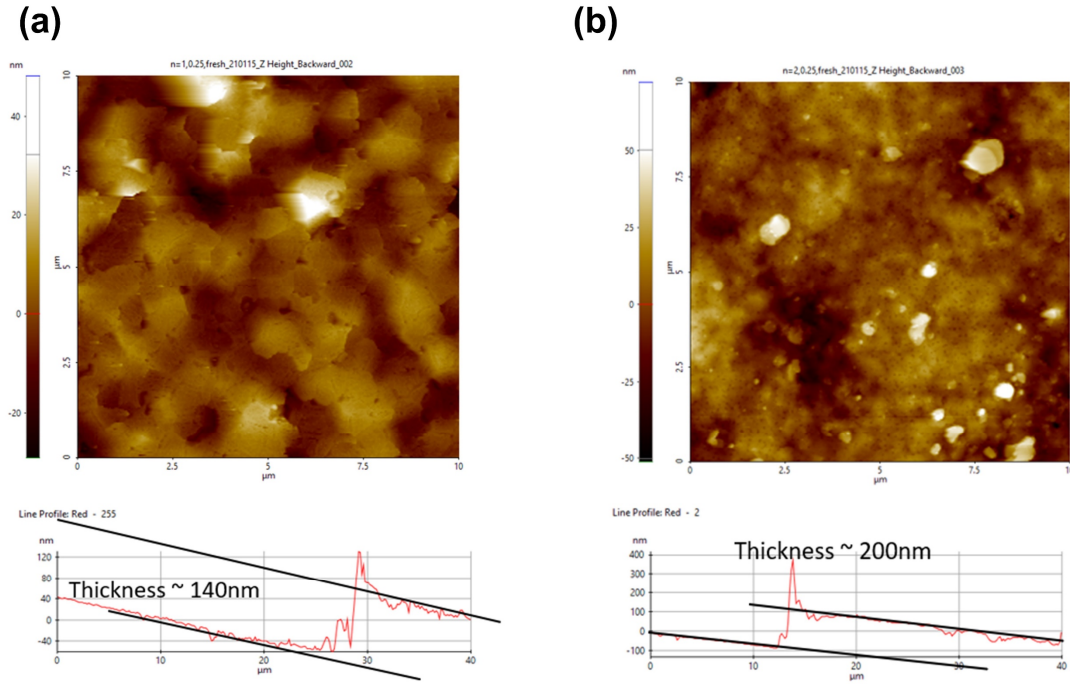 (a)
(b)
n=1,0.25,fresh_210115_Z Height_Backward_002
nm
40
20
0
-20
10
7.5
5
2.5
0
μm
0
2.5
5
7.5
10
μm
n=2,0.25,fresh_210115_Z Height_Backward_003
nm
50
25
0
-25
-50
10
7.5
5
2.5
0
μm
0
2.5
5
7.5
10
μm
Line Profile: Red - 255
nm
120
80
40
0
-40
Thickness ~ 140nm
0
10
20
30
40
μm
Line Profile: Red - 2
nm
400
300
200
100
0
-100
Thickness ~ 200nm
0
10
20
30
40
μm